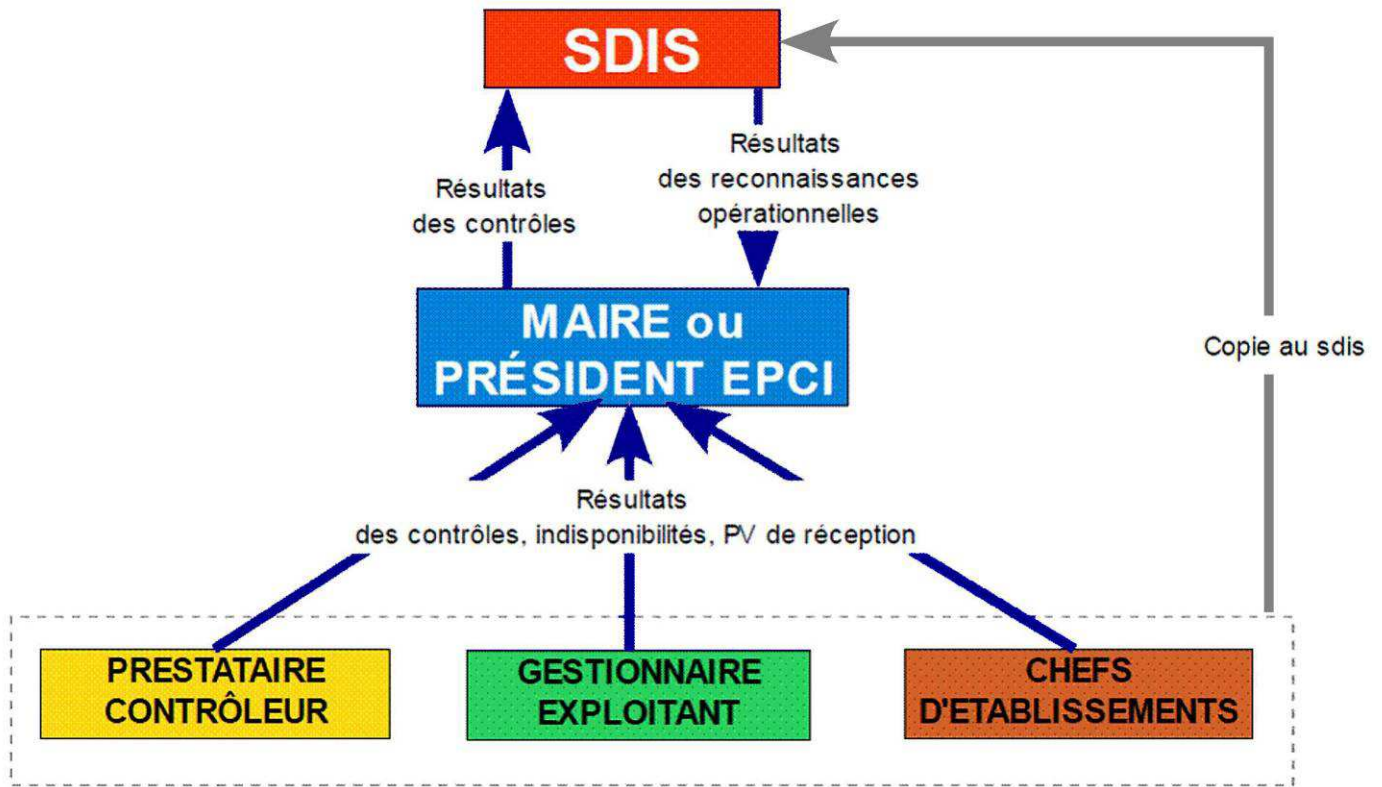 SDIS
Résultats
des contrôles
Résultats
des reconnaissances
opérationnelles
MAIRE ou
PRÉSIDENT EPCI
Copie au sdis
Résultats
des contrôles, indisponibilités, PV de réception
PRESTATAIRE
CONTRÔLEUR
GESTIONNAIRE
EXPLOITANT
CHEFS
D'ETABLISSEMENTS